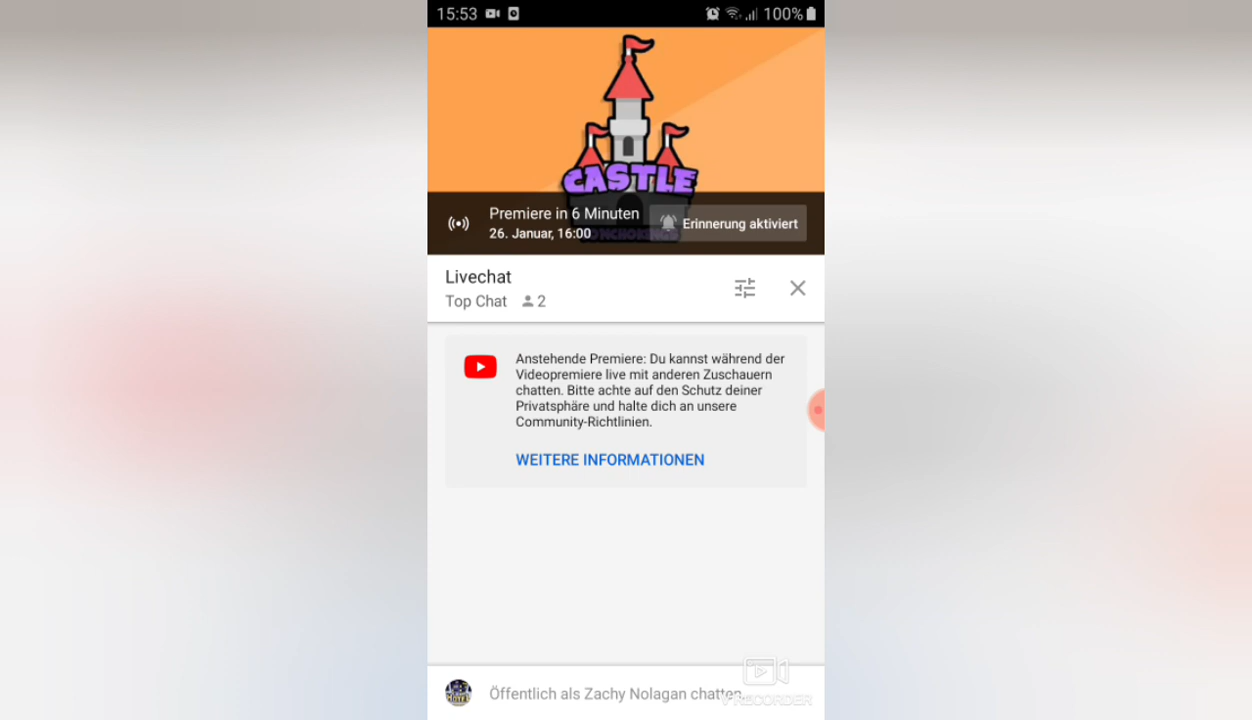 15:53
100%
CASTLE
Premiere in 6 Minuten
26. Januar, 16:00
Erinnerung aktiviert
Livechat
Top Chat 2
Anstehende Premiere: Du kannst während der
Videopremiere live mit anderen Zuschauern
chatten. Bitte achte auf den Schutz deiner
Privatsphäre und halte dich an unsere
Community-Richtlinien.
WEITERE INFORMATIONEN
Öffentlich als Zachy Nolagan chatten...
RECORDER